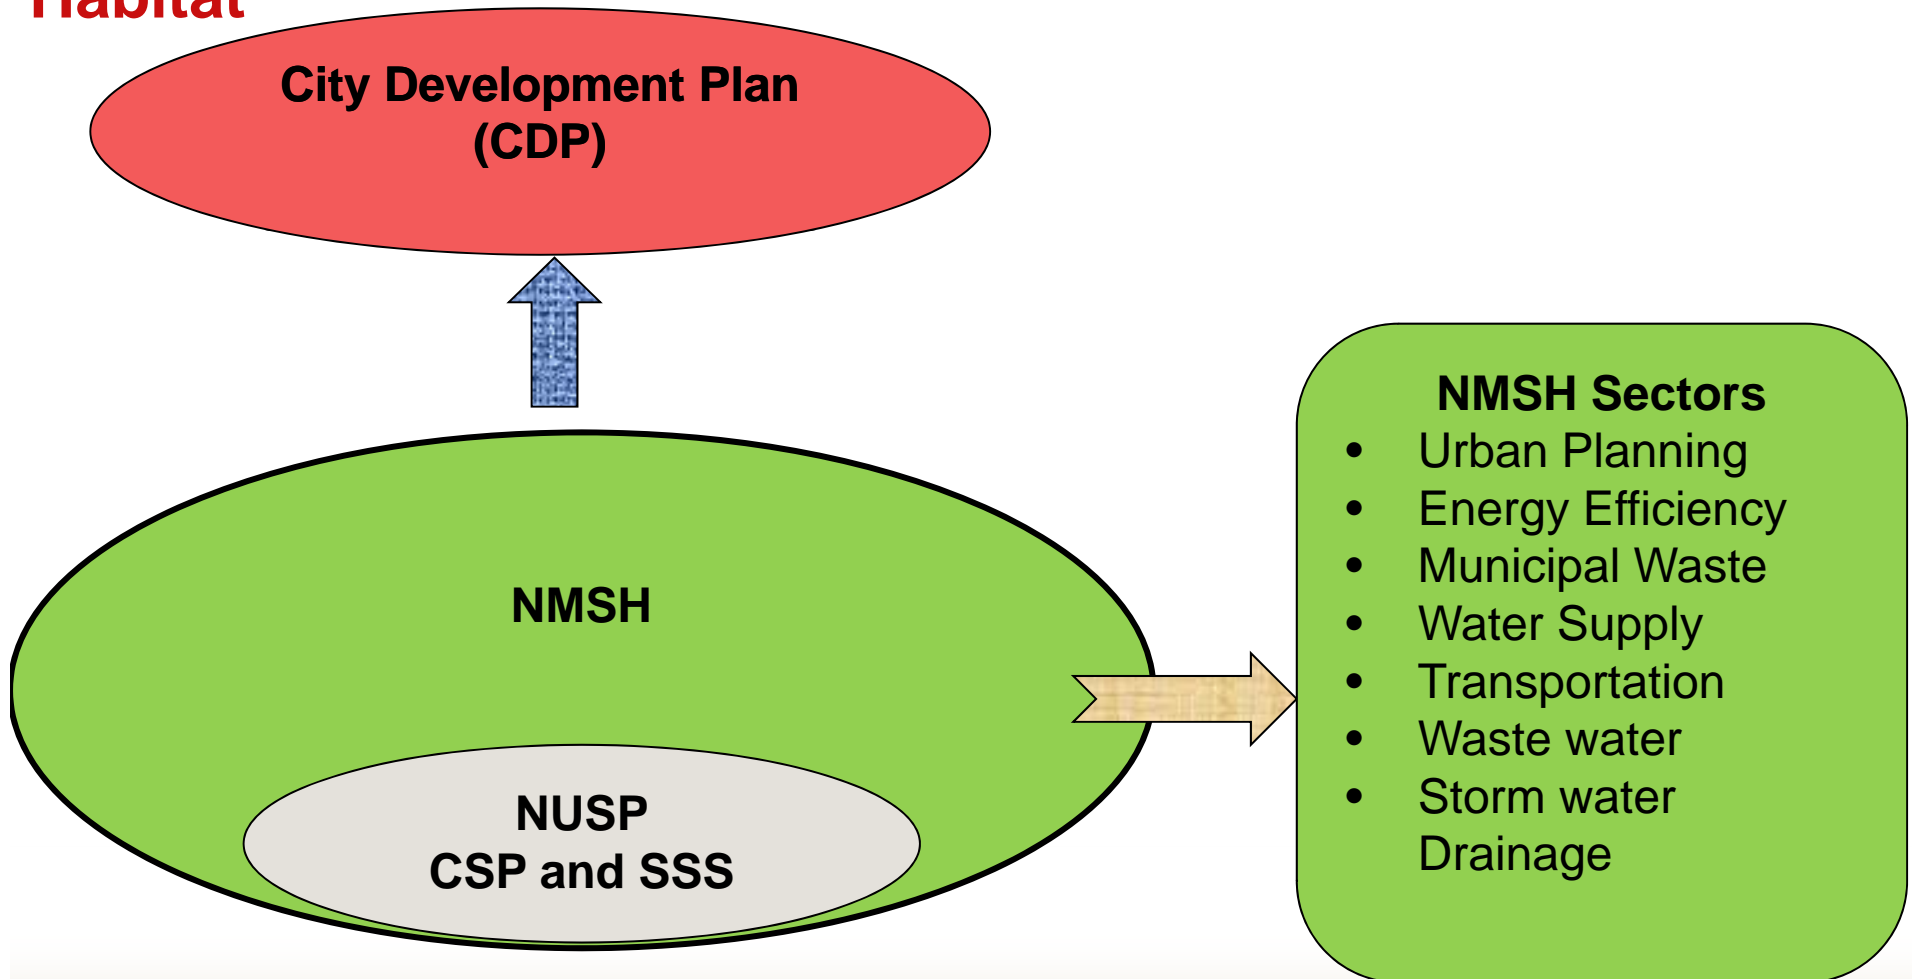 Habitat
City Development Plan
(CDP)
NMSH
NUSP
CSP and SSS
NMSH Sectors
• Urban Planning
• Energy Efficiency
• Municipal Waste
• Water Supply
• Transportation
• Waste water
• Storm water
Drainage